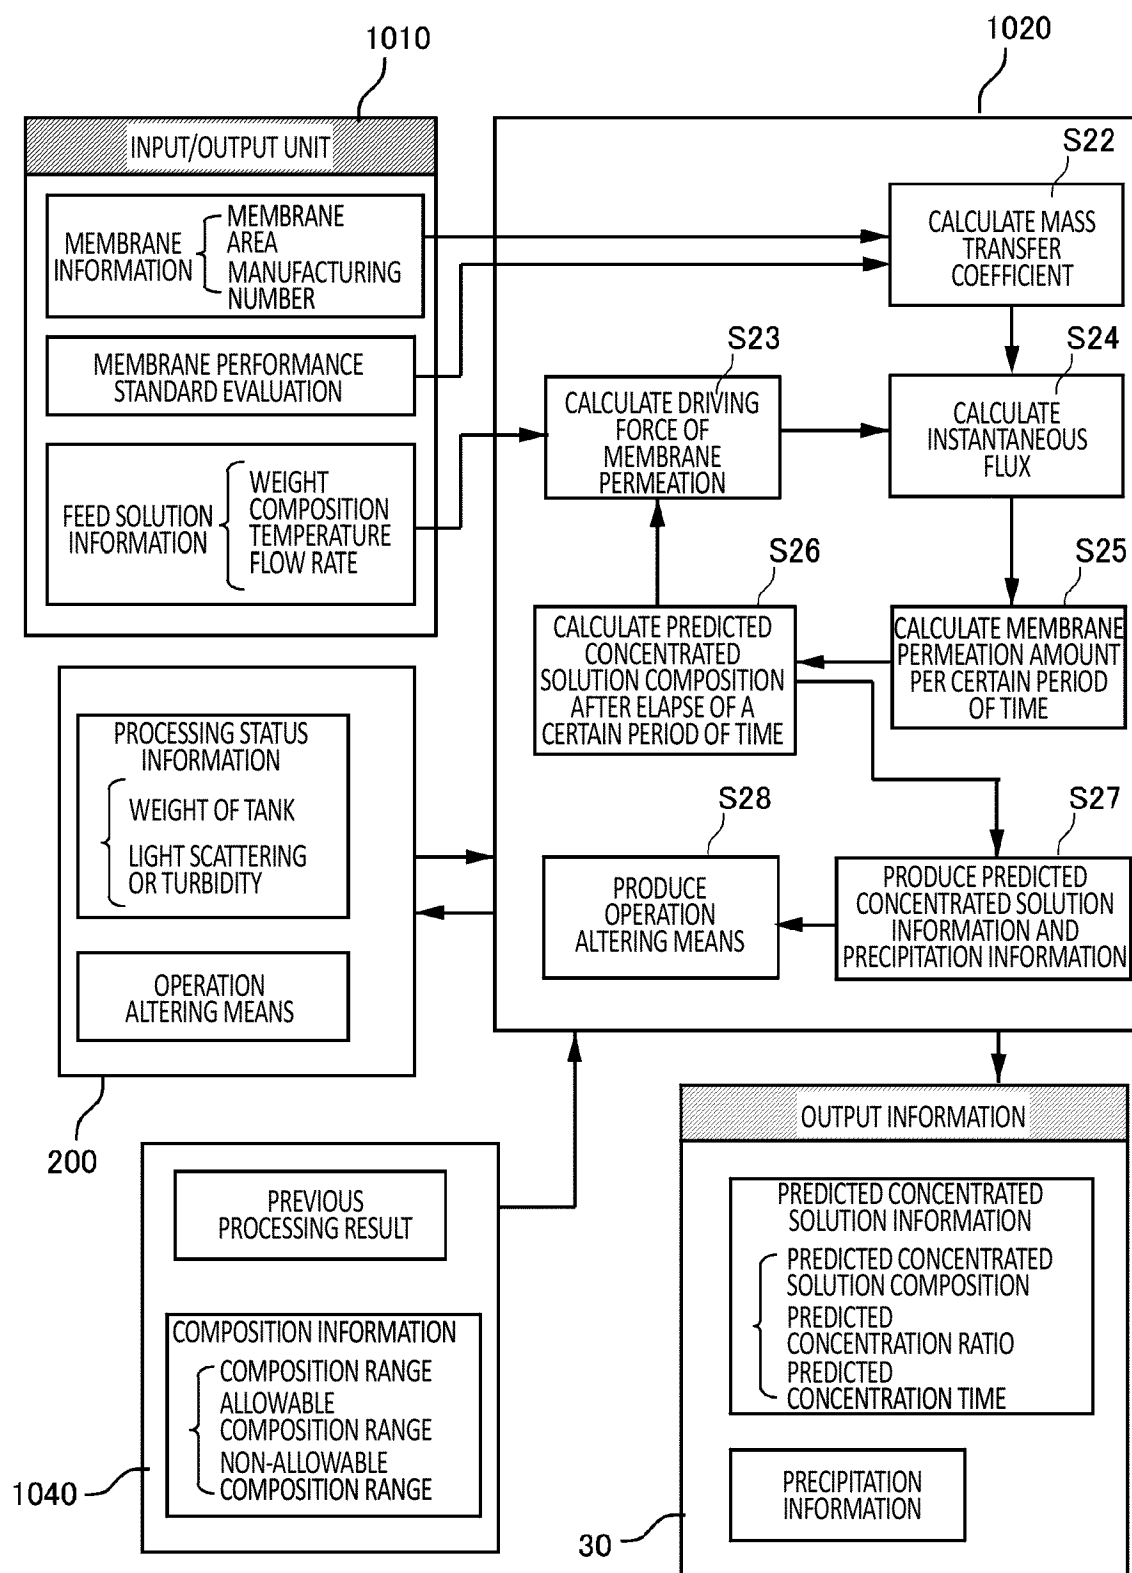 1010
1020
INPUT/OUTPUT UNIT
MEMBRANE
INFORMATION
MEMBRANE
AREA
MANUFACTURING
NUMBER
MEMBRANE PERFORMANCE
STANDARD EVALUATION
FEED SOLUTION
INFORMATION
WEIGHT
COMPOSITION
TEMPERATURE
FLOW RATE
S22
CALCULATE MASS
TRANSFER
COEFFICIENT
S23
CALCULATE DRIVING
FORCE OF
MEMBRANE
PERMEATION
S24
CALCULATE
INSTANTANEOUS
FLUX
S26
CALCULATE PREDICTED
CONCENTRATED
SOLUTION COMPOSITION
AFTER ELAPSE OF A
CERTAIN PERIOD OF TIME
S25
CALCULATE MEMBRANE
PERMEATION AMOUNT
PER CERTAIN PERIOD
OF TIME
PROCESSING STATUS
INFORMATION
WEIGHT OF TANK
LIGHT SCATTERING
OR TURBIDITY
OPERATION
ALTERING MEANS
200
S28
PRODUCE
OPERATION
ALTERING MEANS
S27
PRODUCE PREDICTED
CONCENTRATED SOLUTION
INFORMATION AND
PRECIPITATION INFORMATION
PREVIOUS
PROCESSING RESULT
COMPOSITION INFORMATION
COMPOSITION RANGE
ALLOWABLE
COMPOSITION RANGE
NON-ALLOWABLE
COMPOSITION RANGE
1040
OUTPUT INFORMATION
PREDICTED CONCENTRATED
SOLUTION INFORMATION
PREDICTED CONCENTRATED
SOLUTION COMPOSITION
PREDICTED
CONCENTRATION RATIO
PREDICTED
CONCENTRATION TIME
PRECIPITATION
INFORMATION
30